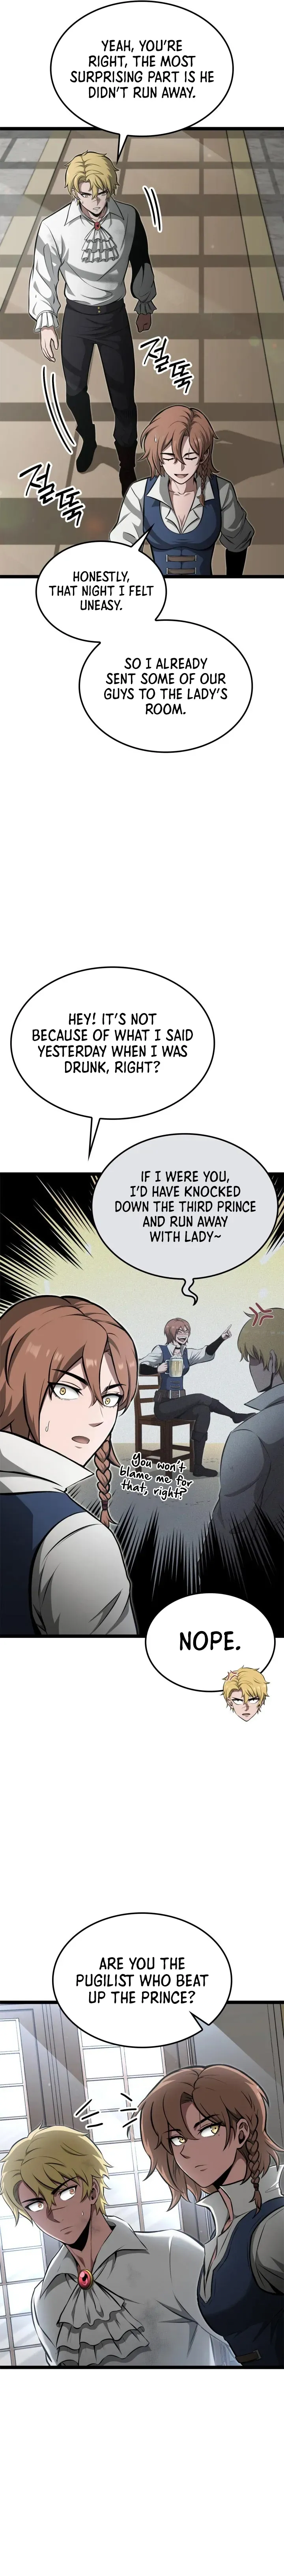 YEAH, YOU'RE
RIGHT, THE MOST
SURPRISING PART IS HE
DIDN'T RUN AWAY.
절뚝
절뚝
HONESTLY,
THAT NIGHT I FELT
UNEASY.
SO I ALREADY
SENT SOME OF OUR
GUYS TO THE LADY'S
ROOM.
HEY! IT'S NOT
BECAUSE OF WHAT I SAID
YESTERDAY WHEN I WAS
DRUNK, RIGHT?
IF I WERE YOU,
I'D HAVE KNOCKED
DOWN THE THIRD PRINCE
AND RUN AWAY
WITH LADY~
You won't
blame me for
that, right?
NOPE.
ARE YOU THE
PUGILIST WHO BEAT
UP THE PRINCE?